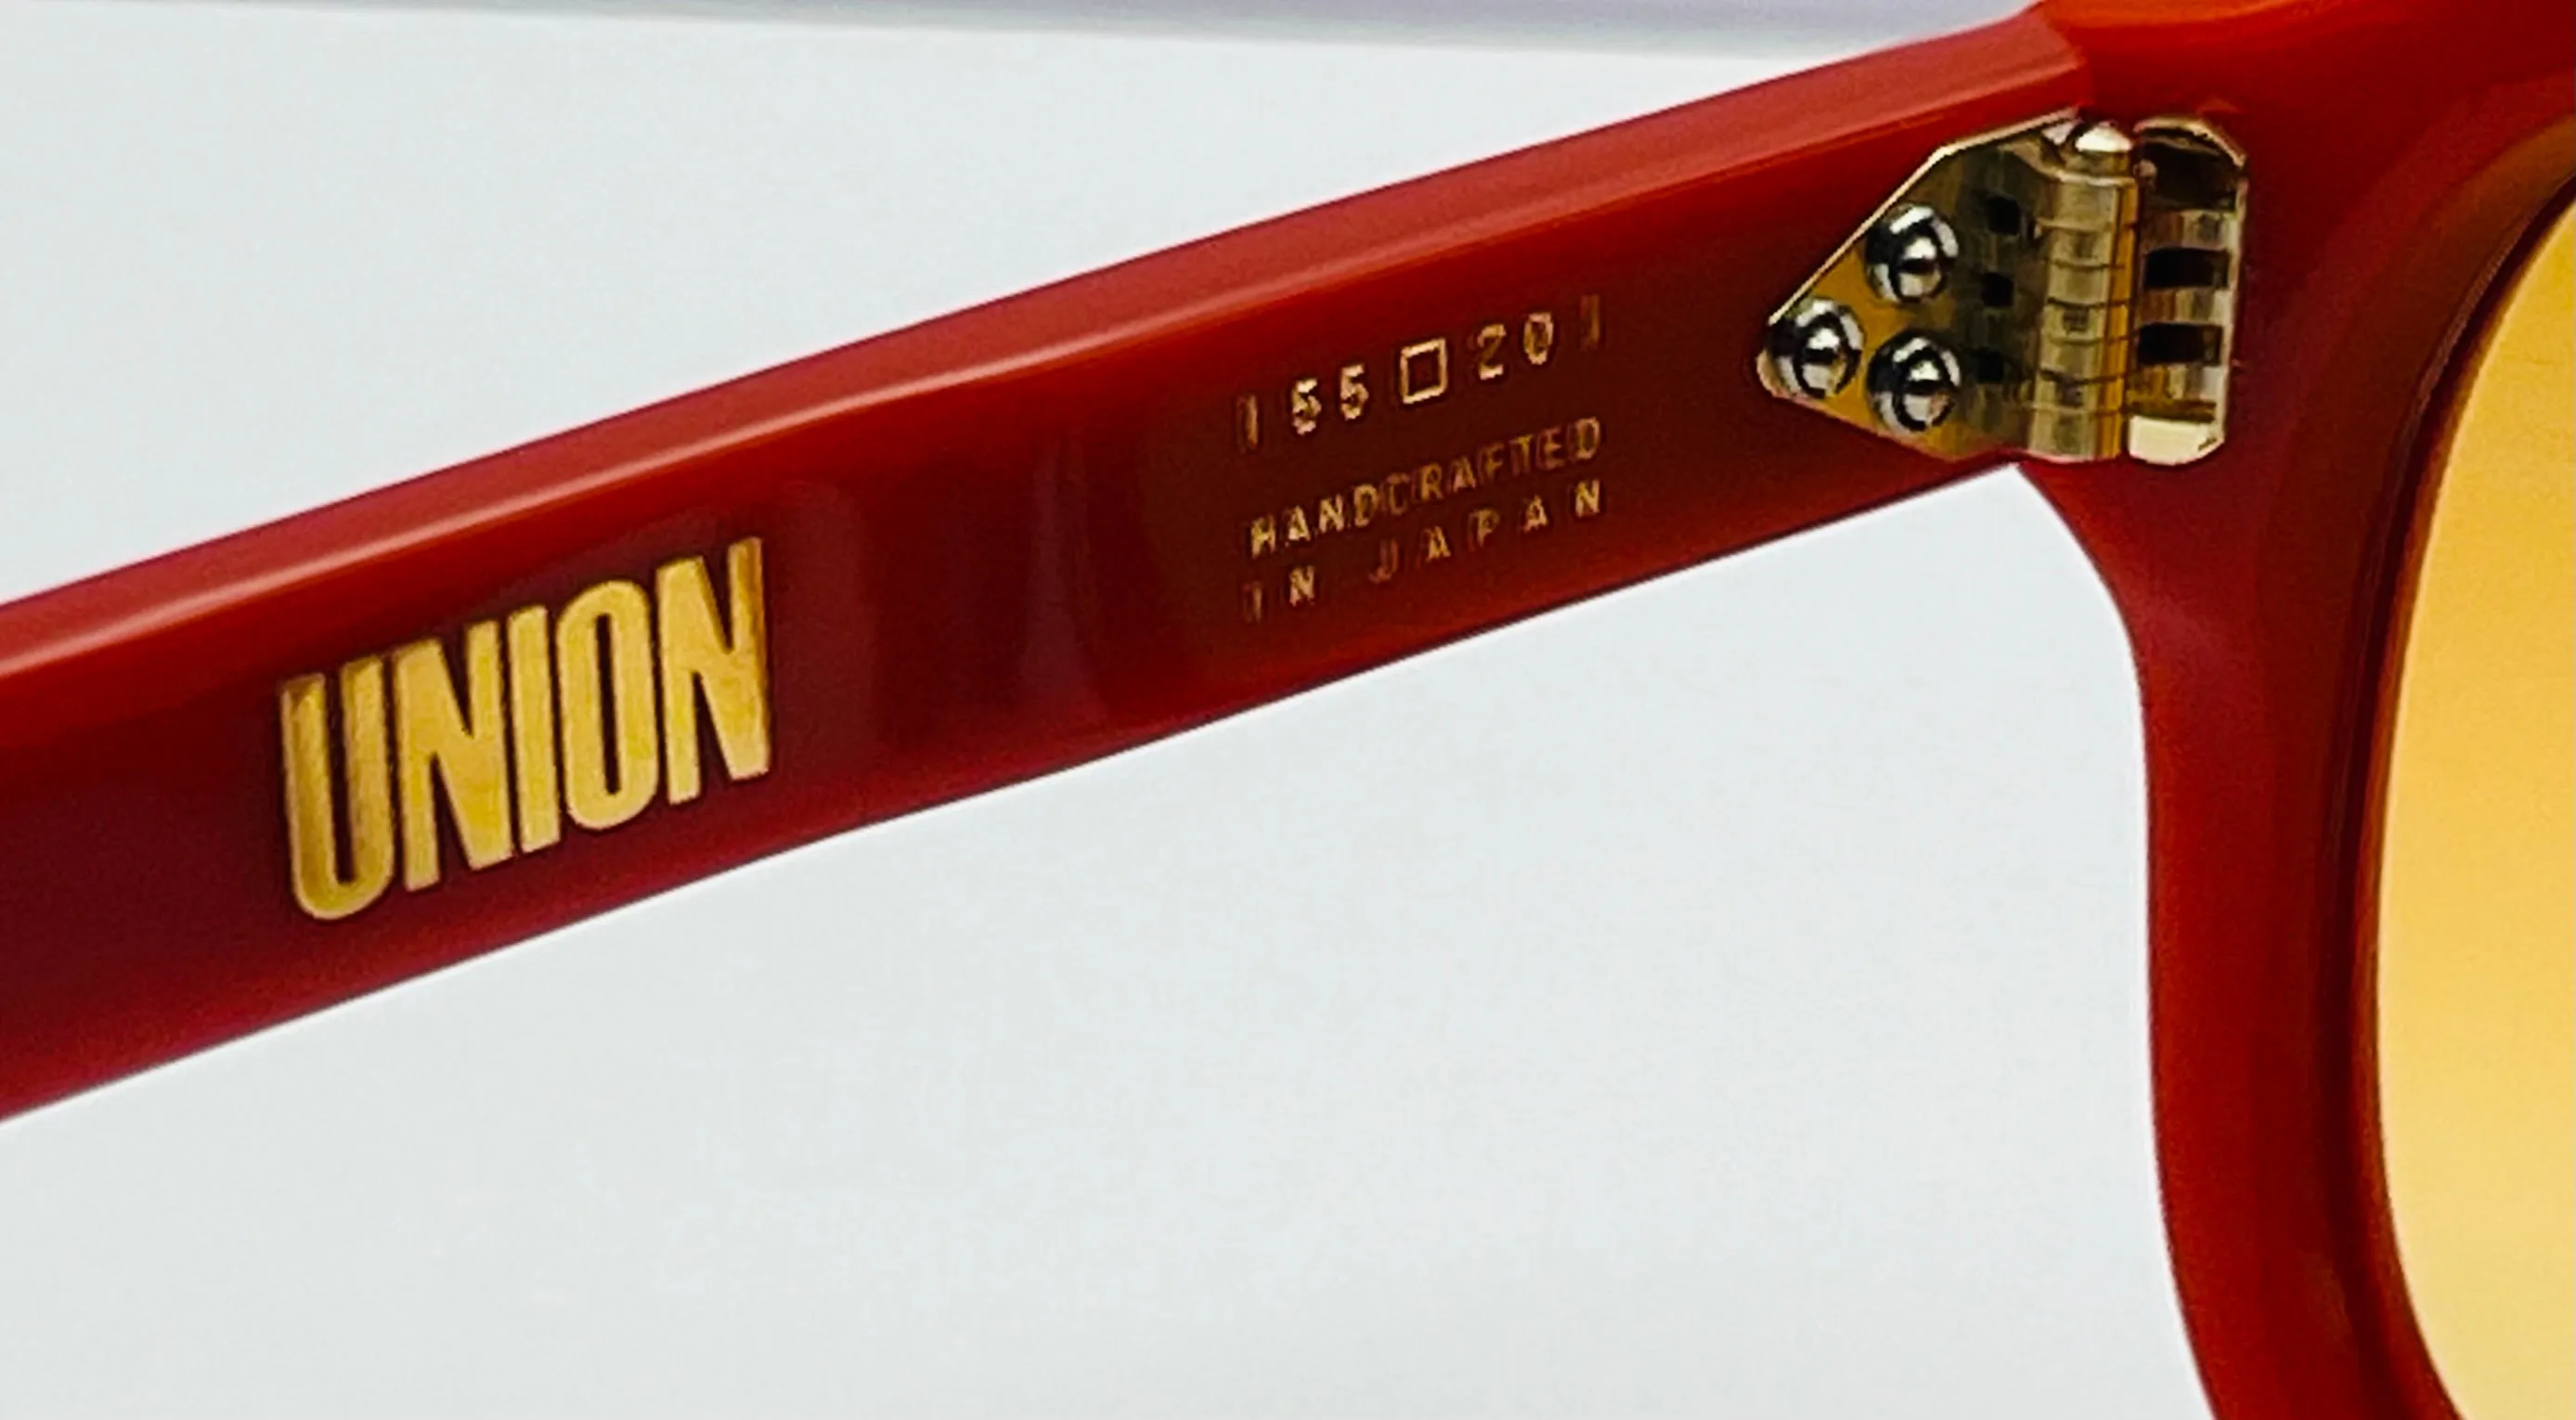 UNION
| 55□20 |
HANDCRAFTED
IN JAPAN